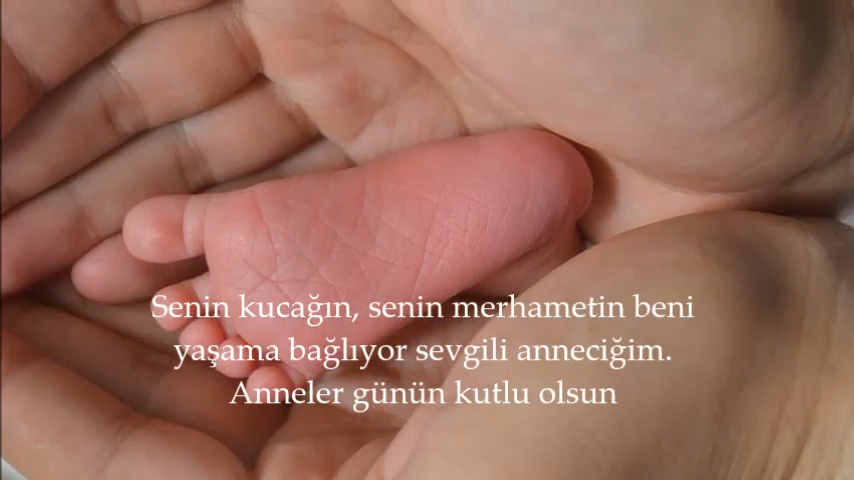 Senin kucağın, senin merhametin beni
yaşama bağlıyor sevgili anneciğim.
Anneler günün kutlu olsun